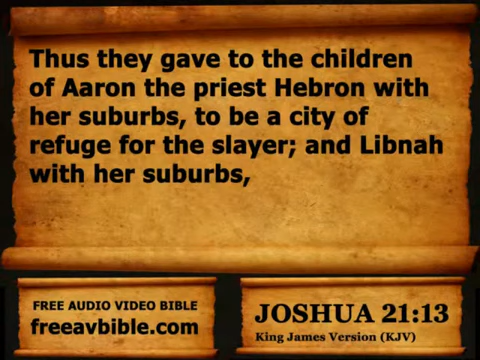 Thus they gave to the children
of Aaron the priest Hebron with
her suburbs, to be a city of
refuge for the slayer; and Libnah
with her suburbs,
FREE AUDIO VIDEO BIBLE
freeavbible.com
JOSHUA 21:13
King James Version (KJV)